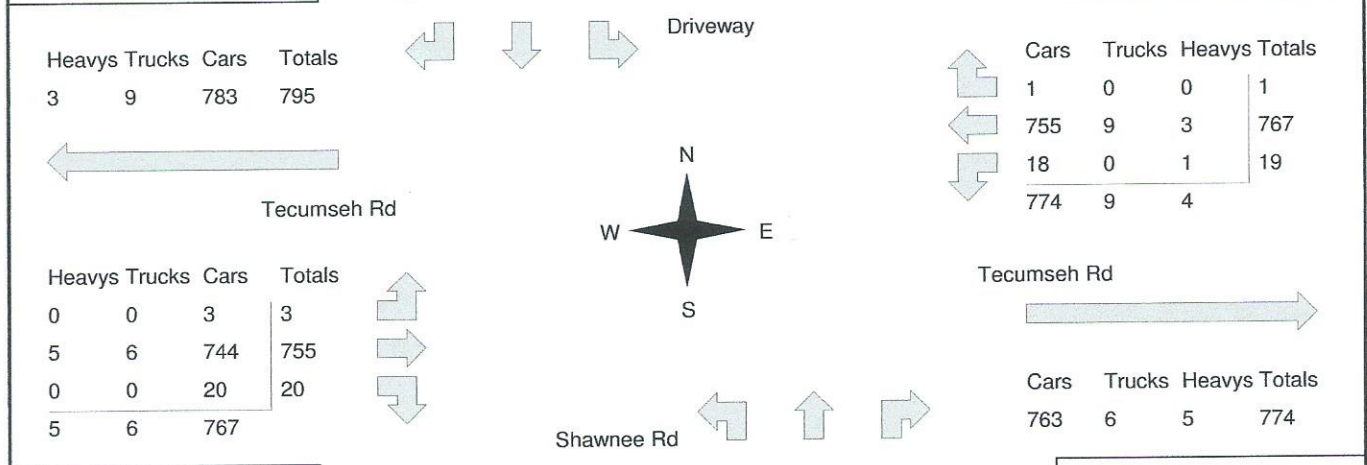 Driveway
Heavys Trucks Cars Totals
3 9 783 795
Cars Trucks Heavys Totals
1 0 0 1
755 9 3 767
18 0 1 19
774 9 4
Tecumseh Rd
N
W E
S
Heavys Trucks Cars Totals
0 0 3 3
5 6 744 755
0 0 20 20
5 6 767
Tecumseh Rd
Cars Trucks Heavys Totals
763 6 5 774
Shawnee Rd